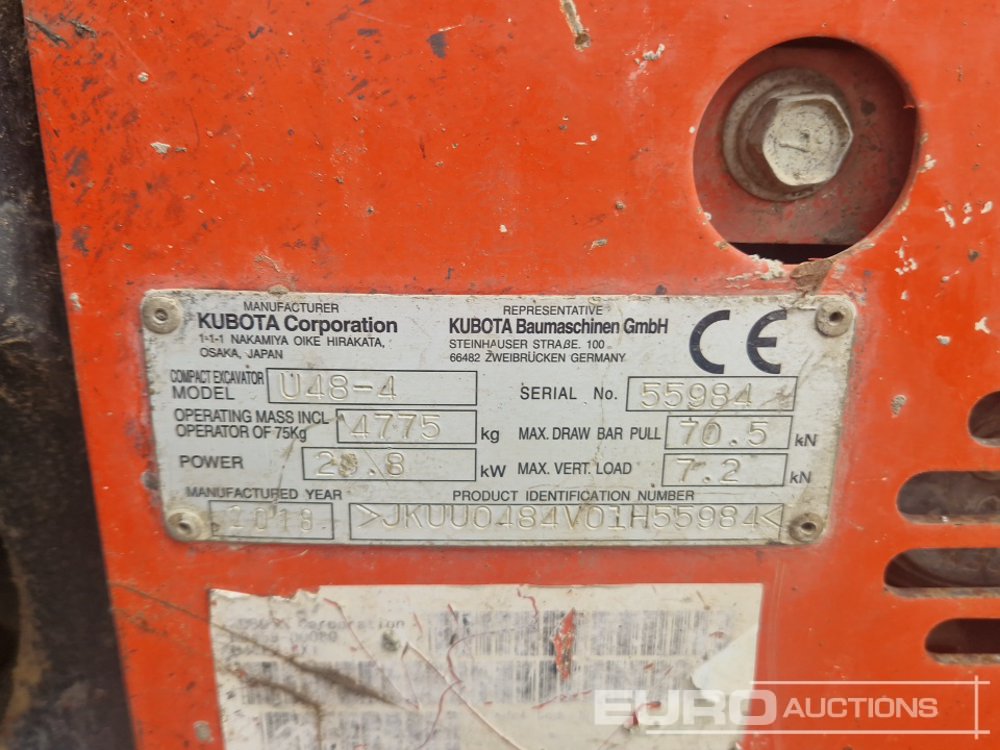 MANUFACTURER
KUBOTA Corporation
1-1-1 NAKAMIYA OIKE HIRAKATA,
OSAKA, JAPAN
REPRESENTATIVE
KUBOTA Baumaschinen GmbH
STEINHAUSER STRAßE. 100
66482 ZWEIBRÜCKEN GERMANY
CE
COMPACT EXCAVATOR
MODEL U48-4
SERIAL No. 55984
OPERATING MASS INCL
OPERATOR OF 75Kg 4775 kg
MAX. DRAW BAR PULL 70.5 kN
POWER kW
MAX. VERT. LOAD 7.2 kN
MANUFACTURED YEAR
PRODUCT IDENTIFICATION NUMBER
>JKUU0484V01H55984<
Corporation
EURO AUCTIONS